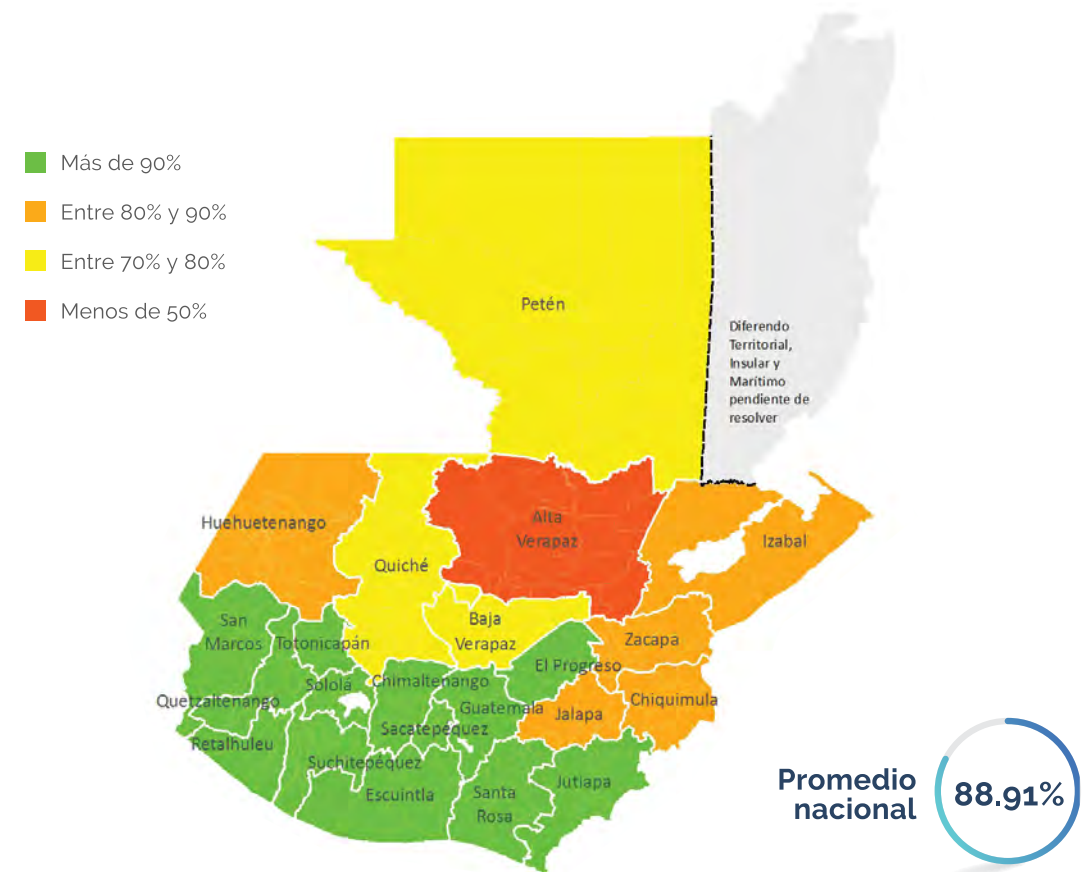 Más de 90%
Entre 80% y 90%
Entre 70% y 80%
Menos de 50%
Petén
Diferendo
Territorial,
Insular y
Marítimo
pendiente de
resolver
Huehuetenango
Alta
Verapaz
Izabal
Quiché
San
Marcos
Totonicapán
Baja
Verapaz
Zacapa
El Progreso
Sololá
Chimaltenango
Quetzaltenango
Guatemala
Jalapa
Chiquimula
Sacatepéquez
Retalhuleu
Suchitepéquez
Escuintla
Santa
Rosa
Jutiapa
Promedio
nacional
88.91%